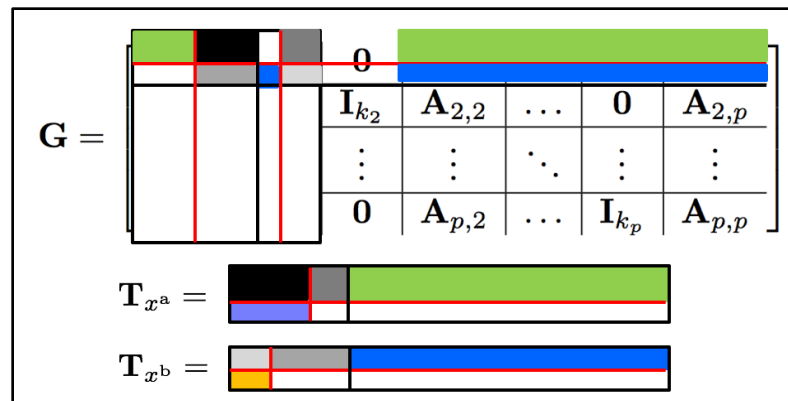 0
G = I_{k_2} A_{2,2} … 0 A_{2,p}
⋮ ⋮ ⋱ ⋮ ⋮
0 A_{p,2} … I_{k_p} A_{p,p}
T_{x^a} =
T_{x^b} =